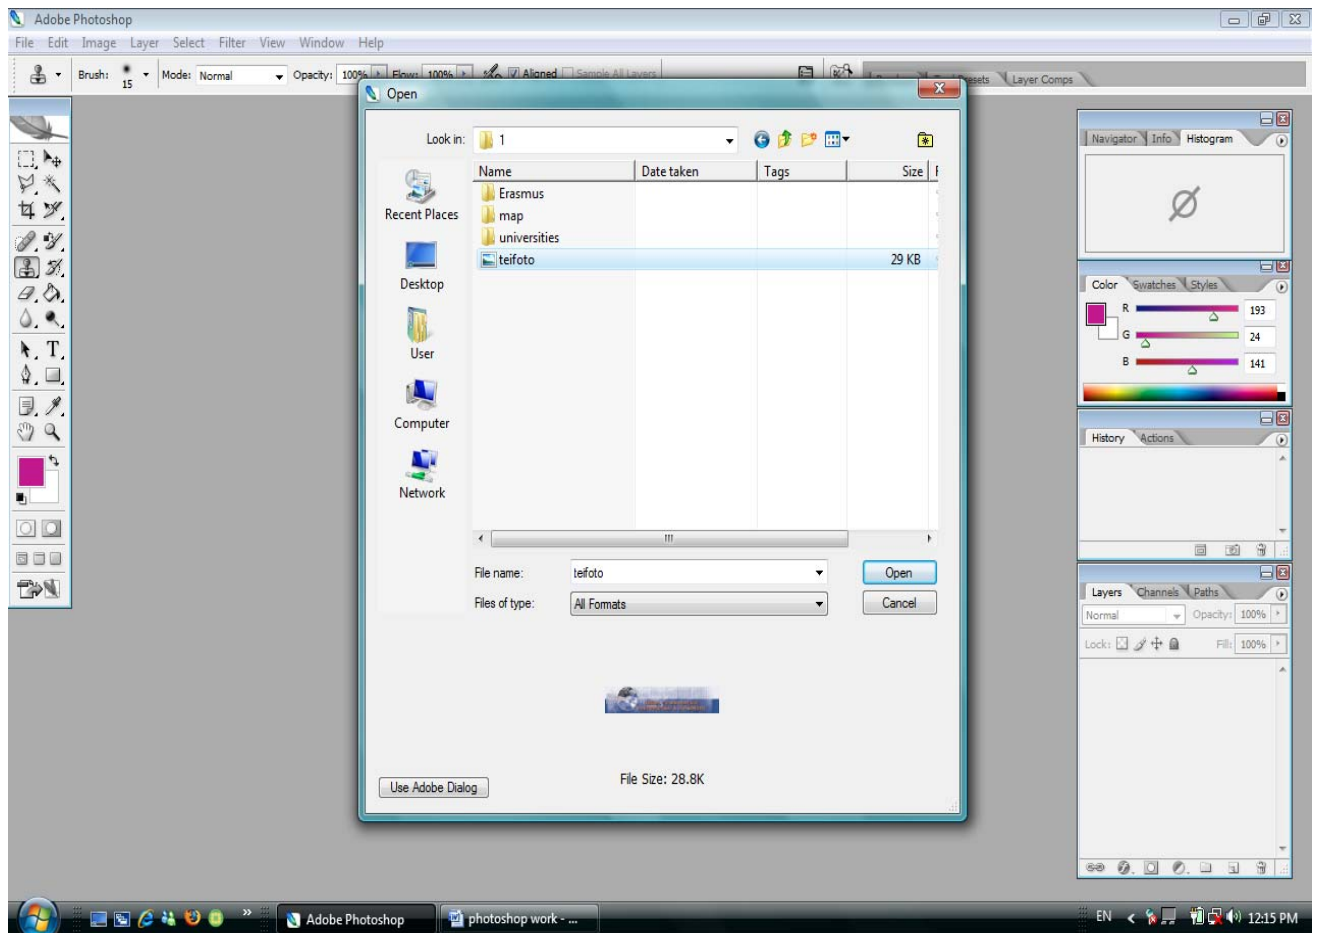 Adobe Photoshop
File Edit Image Layer Select Filter View Window Help
Brush: 15 Mode: Normal Opacity: 100% Flow: 100% Aligned Sample All Layers Layer Comps
Open
Look in: 1
Name Date taken Tags Size
Erasmus
map
universities
teifoto 29 KB
Recent Places
Desktop
User
Computer
Network
File name: teifoto Open
Files of type: All Formats Cancel
File Size: 28.8K
Use Adobe Dialog
Navigator Info Histogram
Color Swatches Styles
R 193
G 24
B 141
History Actions
Layers Channels Paths
Normal Opacity: 100%
Lock: Fill: 100%
Adobe Photoshop photoshop work - ... EN 12:15 PM